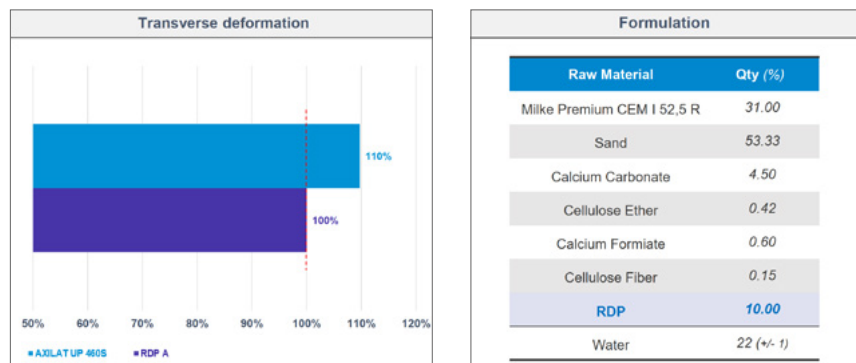 Transverse deformation
110%
100%
50% 60% 70% 80% 90% 100% 110% 120%
AXILAT UP 460S RDP A
Formulation
Raw Material Qty (%)
Milke Premium CEM I 52,5 R 31.00
Sand 53.33
Calcium Carbonate 4.50
Cellulose Ether 0.42
Calcium Formiate 0.60
Cellulose Fiber 0.15
RDP 10.00
Water 22 (+/- 1)